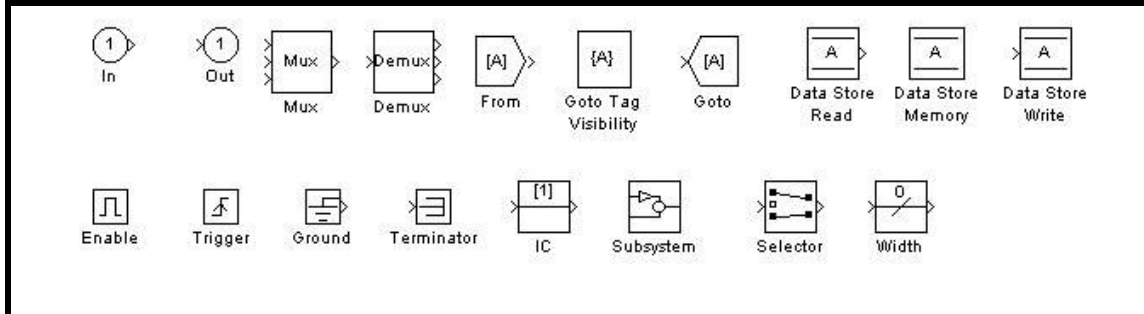 1 1 Mux Demux [A] {A} [A] A A A
In Out Mux Demux From Goto Tag Visibility Goto Data Store Read Data Store Memory Data Store Write
[1] 0
Enable Trigger Ground Terminator IC Subsystem Selector Width